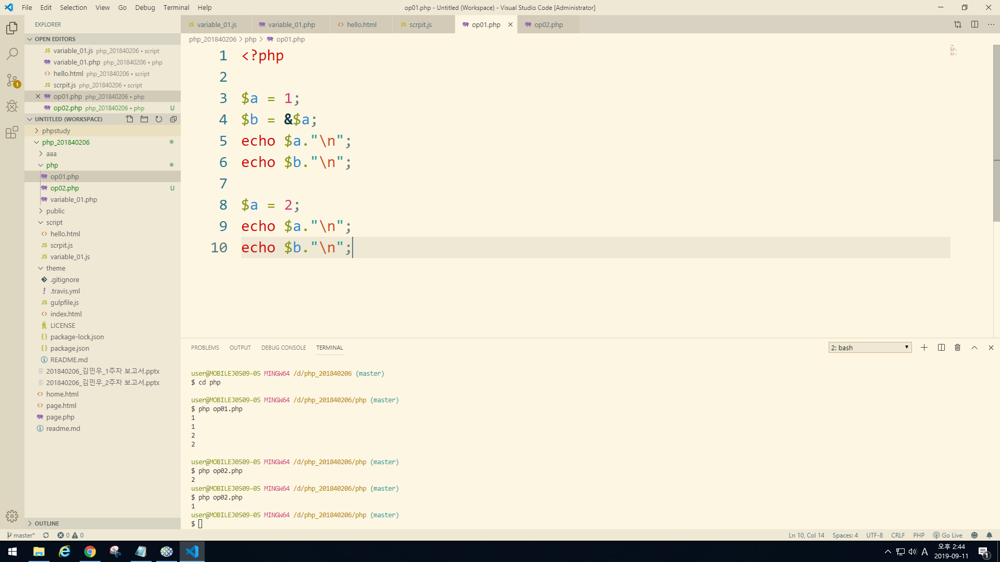 File Edit Selection View Go Debug Terminal Help
op01.php - Untitled (Workspace) - Visual Studio Code [Administrator]
EXPLORER
OPEN EDITORS
JS variable_01.js php_201840206 • script
variable_01.php php_201840206 • php
<> hello.html php_201840206 • script
JS scrpit.js php_201840206 • script
op01.php php_201840206 • php
op02.php php_201840206 • php U
UNTITLED (WORKSPACE)
phpstudy
php_201840206
aaa
php
op01.php
op02.php U
variable_01.php
public
script
<> hello.html
JS scrpit.js
JS variable_01.js
theme
.gitignore
! .travis.yml
JS gulpfile.js
<> index.html
LICENSE
{} package-lock.json
{} package.json
README.md
201840206_김민우_1주차 보고서.pptx
201840206_김민우_2주차 보고서.pptx
<> home.html
<> page.html
page.php
readme.md
OUTLINE
JS variable_01.js
variable_01.php
<> hello.html
JS scrpit.js
op01.php
op02.php
php_201840206 > php > op01.php
1 <?php
2
3 $a = 1;
4 $b = &$a;
5 echo $a."\n";
6 echo $b."\n";
7
8 $a = 2;
9 echo $a."\n";
10 echo $b."\n";
PROBLEMS OUTPUT DEBUG CONSOLE TERMINAL
2: bash
user@MOBILEJ0509-05 MINGW64 /d/php_201840206 (master)
$ cd php
user@MOBILEJ0509-05 MINGW64 /d/php_201840206/php (master)
$ php op01.php
1
1
2
2
user@MOBILEJ0509-05 MINGW64 /d/php_201840206/php (master)
$ php op02.php
2
user@MOBILEJ0509-05 MINGW64 /d/php_201840206/php (master)
$ php op02.php
1
user@MOBILEJ0509-05 MINGW64 /d/php_201840206/php (master)
$
master* 0 0
Ln 10, Col 14 Spaces: 4 UTF-8 CRLF PHP Go Live
A 오후 2:44
2019-09-11
1
1